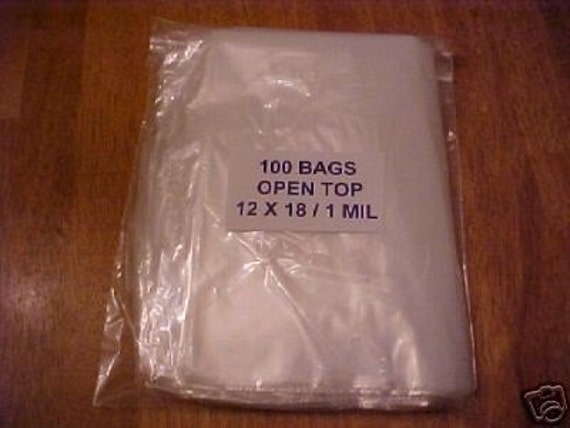 100 BAGS
OPEN TOP
12 X 18 / 1 MIL